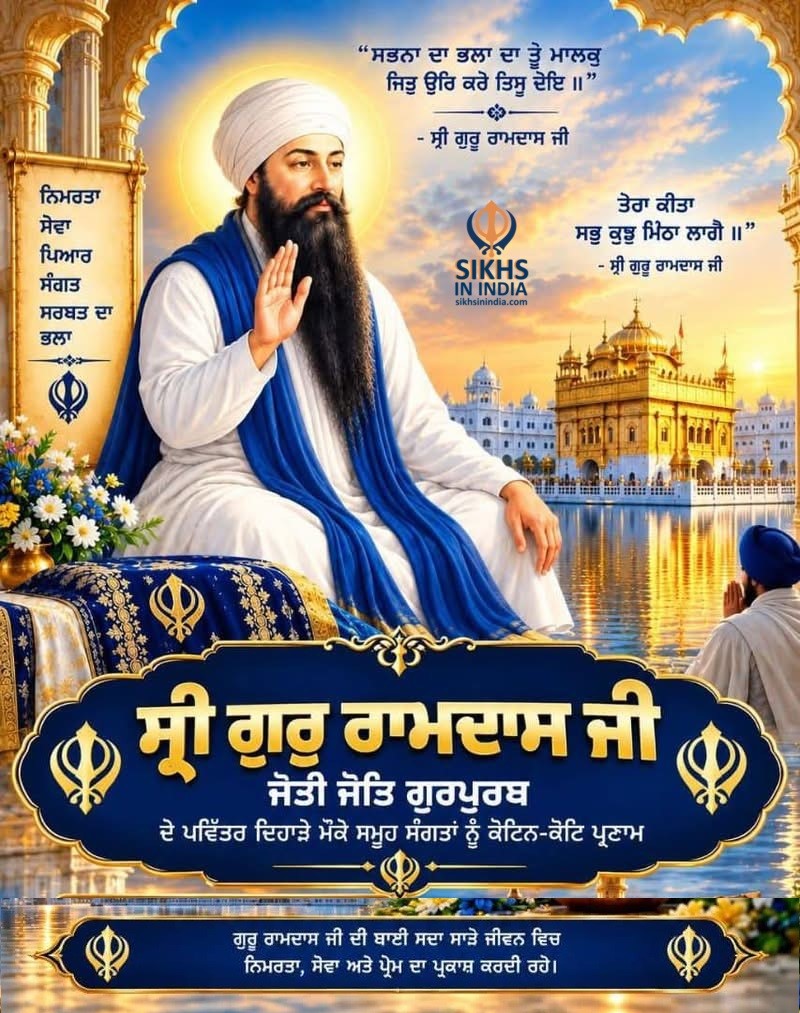 “ਸਭਨਾ ਦਾ ਭਲਾ ਦਾ ਤੂੰ ਮਾਲਕੁ
ਜਿਤੁ ਉਰਿ ਕਰੇ ਤਿਸੁ ਦੇਇ ॥”
- ਸ੍ਰੀ ਗੁਰੂ ਰਾਮਦਾਸ ਜੀ
ਨਿਮਰਤਾ
ਸੇਵਾ
ਪਿਆਰ
ਸੰਗਤ
ਸਰਬਤ ਦਾ
ਭਲਾ
ਤੇਰਾ ਕੀਤਾ
ਸਭੁ ਕੁਝੁ ਮਿੰਠਾ ਲਾਗੈ ॥”
- ਸ੍ਰੀ ਗੁਰੂ ਰਾਮਦਾਸ ਜੀ
SIKHS
IN INDIA
sikhsinindia.com
ਸ੍ਰੀ ਗੁਰੂ ਰਾਮਦਾਸ ਜੀ
ਜੋਤੀ ਜੋਤਿ ਗੁਰਪੁਰਬ
ਦੇ ਪਵਿੱਤਰ ਦਿਹਾੜੇ ਮੌਕੇ ਸਮੂਹ ਸੰਗਤਾਂ ਨੂੰ ਕੋਟਿਨ-ਕੋਟਿ ਪ੍ਰਣਾਮ
ਗੁਰੂ ਰਾਮਦਾਸ ਜੀ ਦੀ ਬਾਈ ਸਦਾ ਸਾਡੇ ਜੀਵਨ ਵਿਚ
ਨਿਮਰਤਾ, ਸੇਵਾ ਅਤੇ ਪ੍ਰੇਮ ਦਾ ਪ੍ਰਕਾਸ਼ ਕਰਦੀ ਰਹੇ।